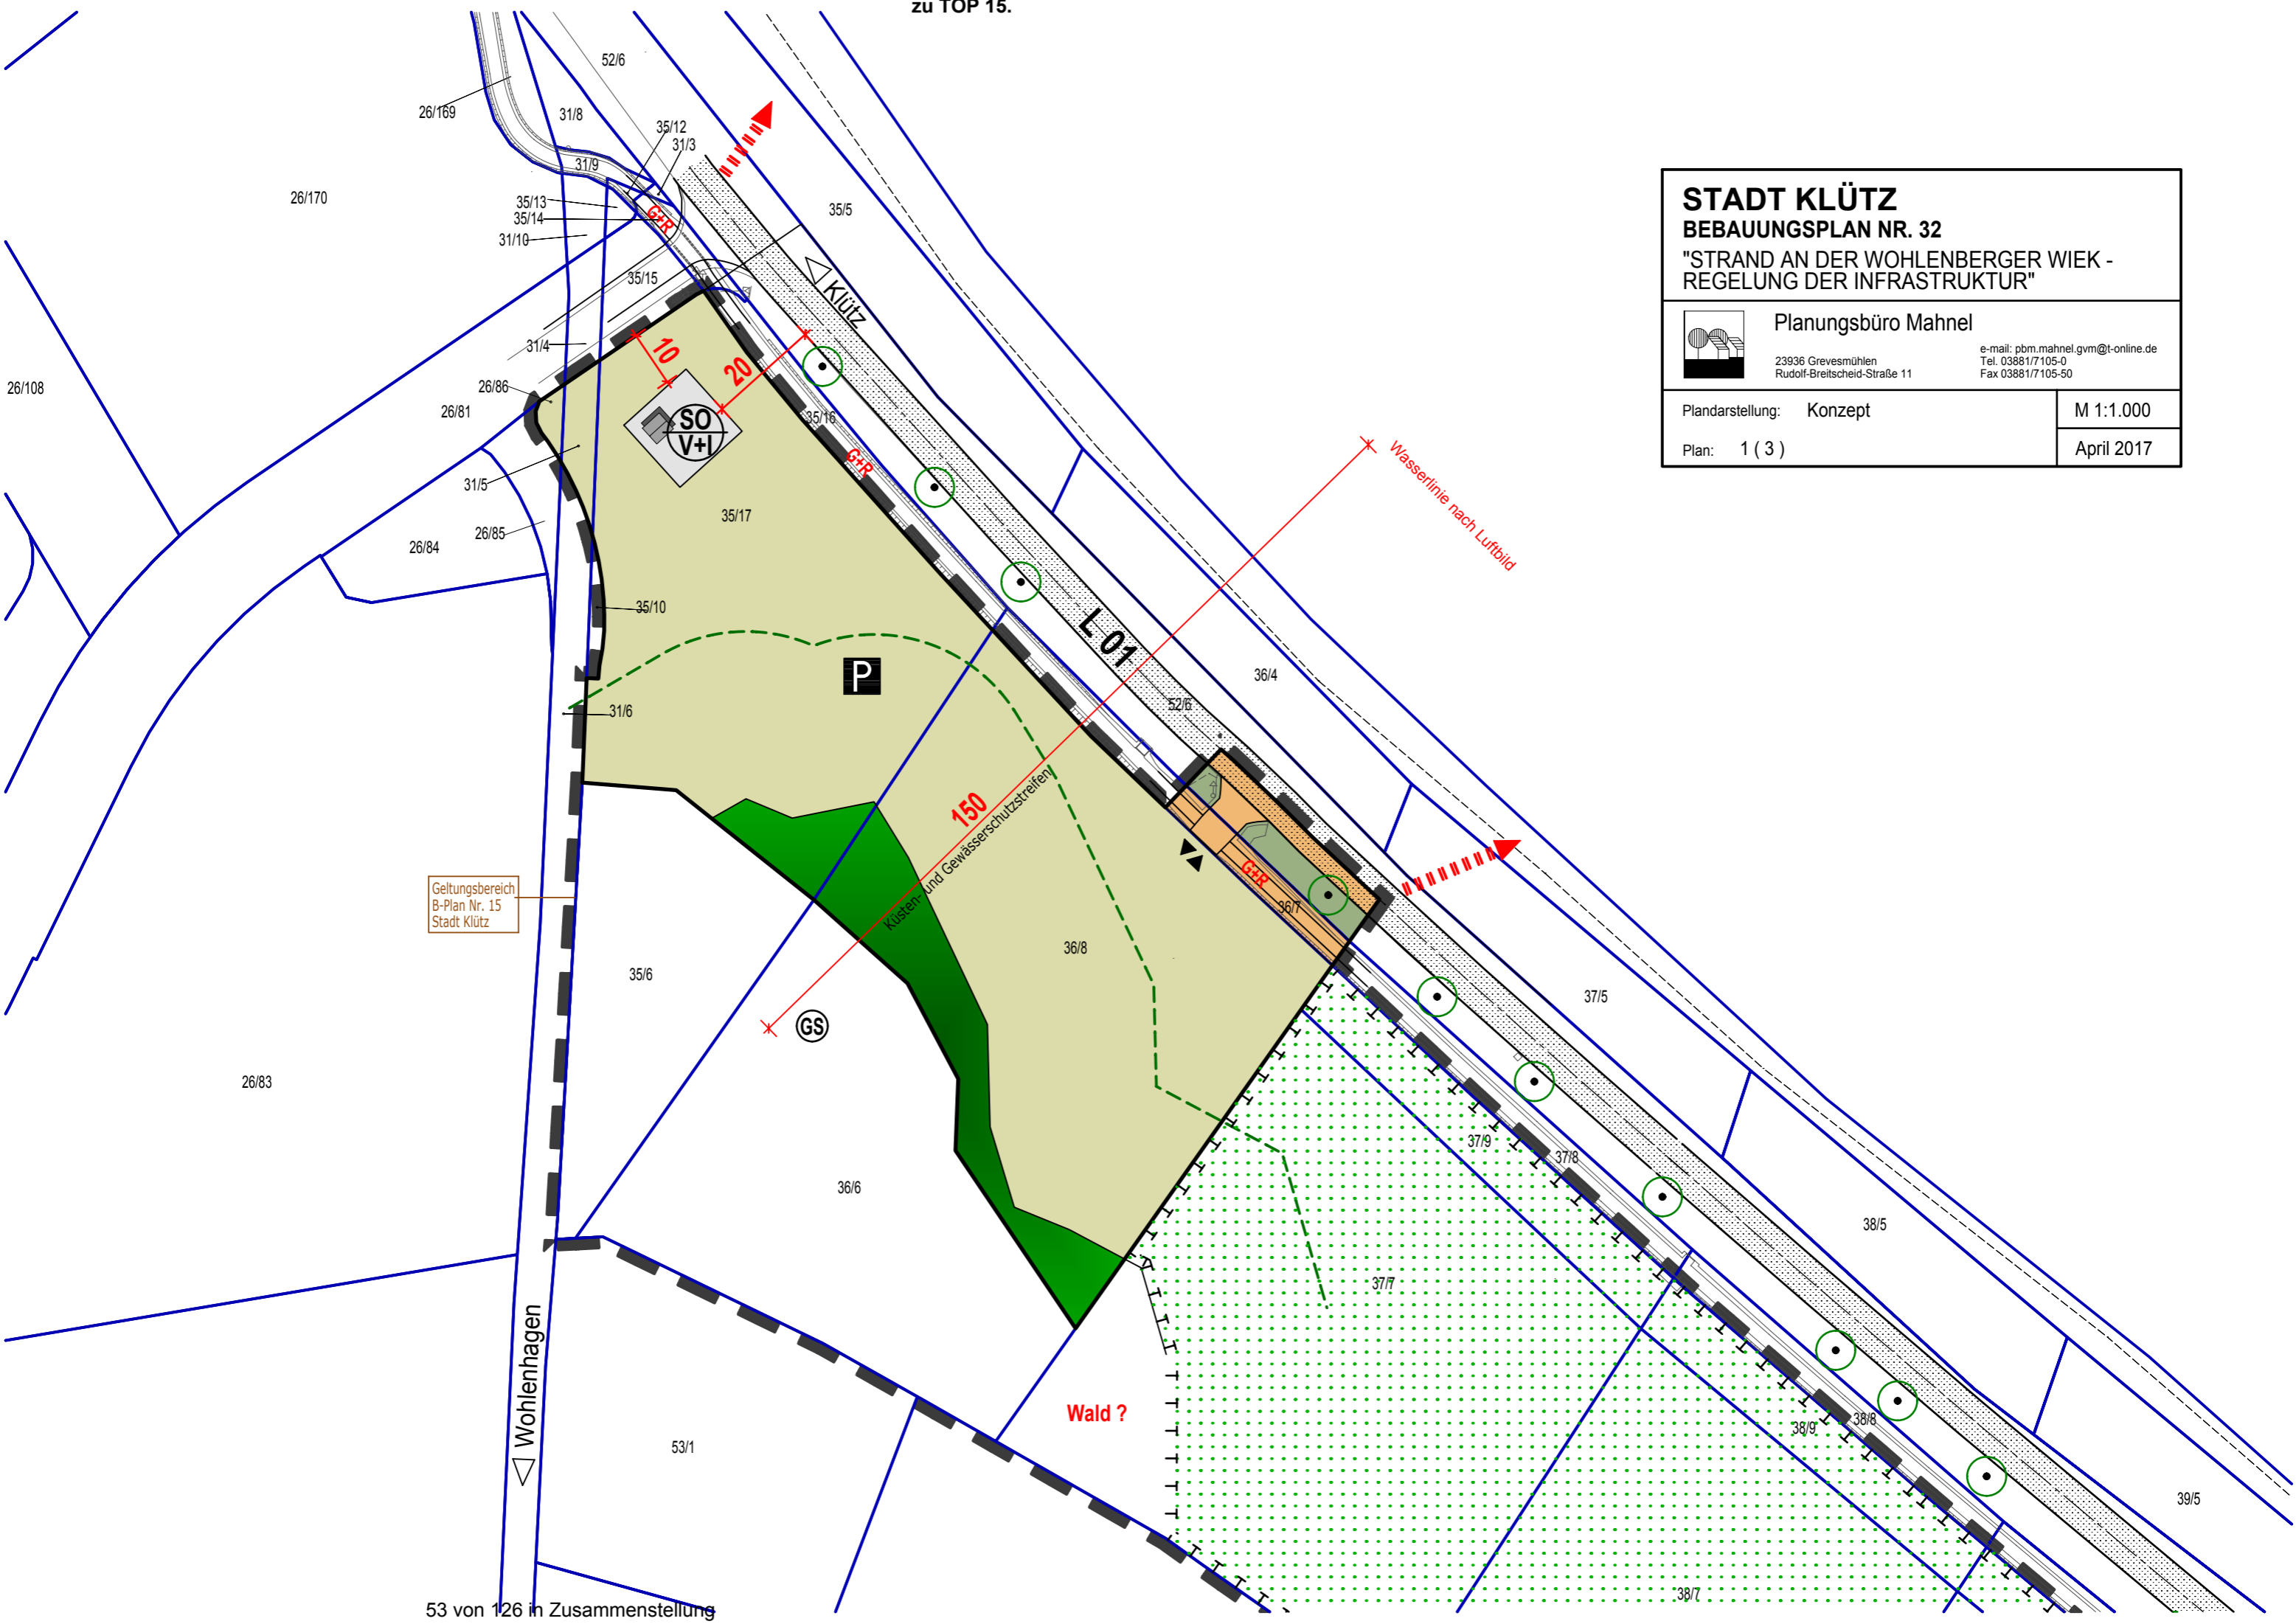 zu TOP 15.
52/6
26/169
31/8
35/12
31/3
31/9
26/170
35/13
35/14
31/10
G+R
35/5
35/15
Klütz
31/4
10
20
26/108
26/86
26/81
SO
V+I
35/16
G+R
31/5
26/85
26/84
35/17
Wasserlinie nach Luftbild
35/10
L 01
P
36/4
31/6
52/6
150
Küsten- und Gewässerschutzstreifen
G+R
36/7
Geltungsbereich
B-Plan Nr. 15
Stadt Klütz
36/8
35/6
37/5
GS
26/83
37/9
37/8
36/6
38/5
37/7
Wohlenhagen
Wald ?
53/1
38/8
38/9
39/5
38/7
STADT KLÜTZ
BEBAUUNGSPLAN NR. 32
"STRAND AN DER WOHLENBERGER WIEK -
REGELUNG DER INFRASTRUKTUR"
Planungsbüro Mahnel
23936 Grevesmühlen
Rudolf-Breitscheid-Straße 11
e-mail: pbm.mahnel.gvm@t-online.de
Tel. 03881/7105-0
Fax 03881/7105-50
Plandarstellung: Konzept
M 1:1.000
Plan: 1 ( 3 )
April 2017
53 von 126 in Zusammenstellung